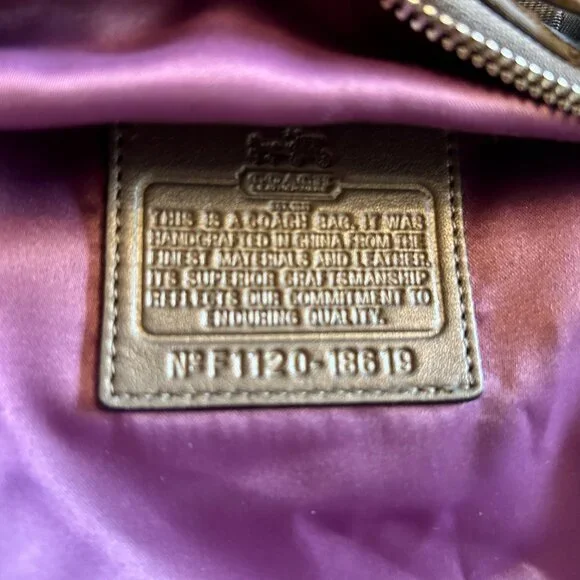 COACH
THIS IS A COACH BAG. IT WAS
HANDCRAFTED IN CHINA FROM THE
FINEST MATERIALS AND LEATHER.
ITS SUPERIOR CRAFTSMANSHIP
REFLECTS OUR COMMITMENT TO
ENDURING QUALITY.
Nº F1120-18619